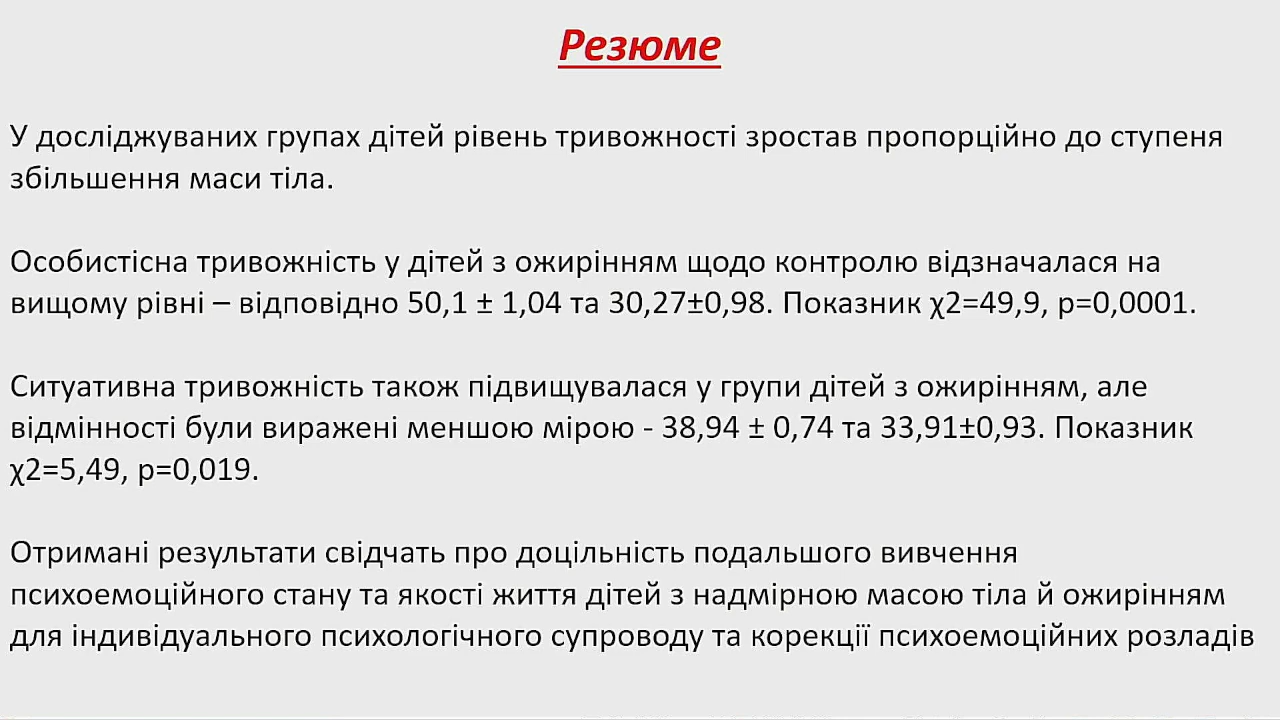 Резюме
У досліджуваних групах дітей рівень тривожності зростав пропорційно до ступеня
збільшення маси тіла.
Особистісна тривожність у дітей з ожирінням щодо контролю відзначалася на
вищому рівні – відповідно 50,1 ± 1,04 та 30,27±0,98. Показник χ2=49,9, p=0,0001.
Ситуативна тривожність також підвищувалася у групи дітей з ожирінням, але
відмінності були виражені меншою мірою - 38,94 ± 0,74 та 33,91±0,93. Показник
χ2=5,49, p=0,019.
Отримані результати свідчать про доцільність подальшого вивчення
психоемоційного стану та якості життя дітей з надмірною масою тіла й ожирінням
для індивідуального психологічного супроводу та корекції психоемоційних розладів